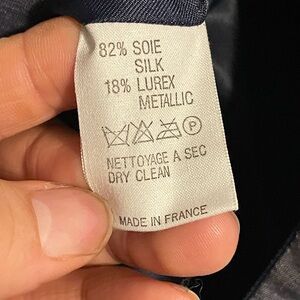 82% SOIE
SILK
18% LUREX
METALLIC
P
NETTOYAGE A SEC
DRY CLEAN
MADE IN FRANCE